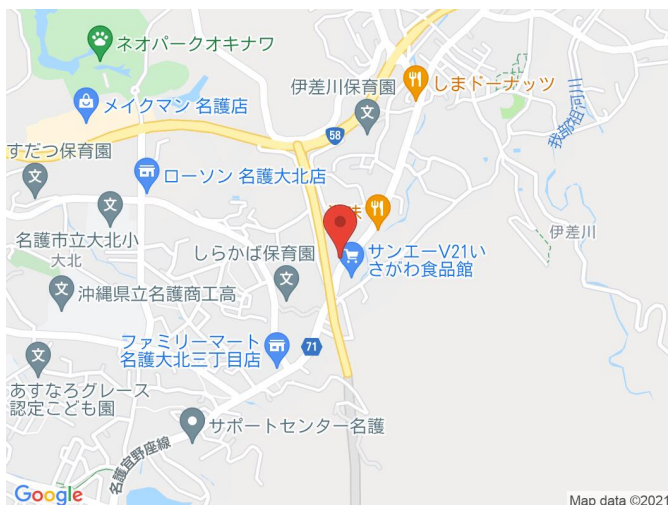 ネオパークオキナワ
伊差川保育園
しまドーナッツ
メイクマン 名護店
58
我部祖河川
すだつ保育園
ローソン 名護大北店
名護市立大北小
大北
しらかば保育園
サンエーV21い
さがわ食品館
伊差川
沖縄県立名護商工高
ファミリーマート
名護大北三丁目店
71
あすなろグレース
認定こども園
サポートセンター名護
名護宜野座線
Google
Map data ©2021